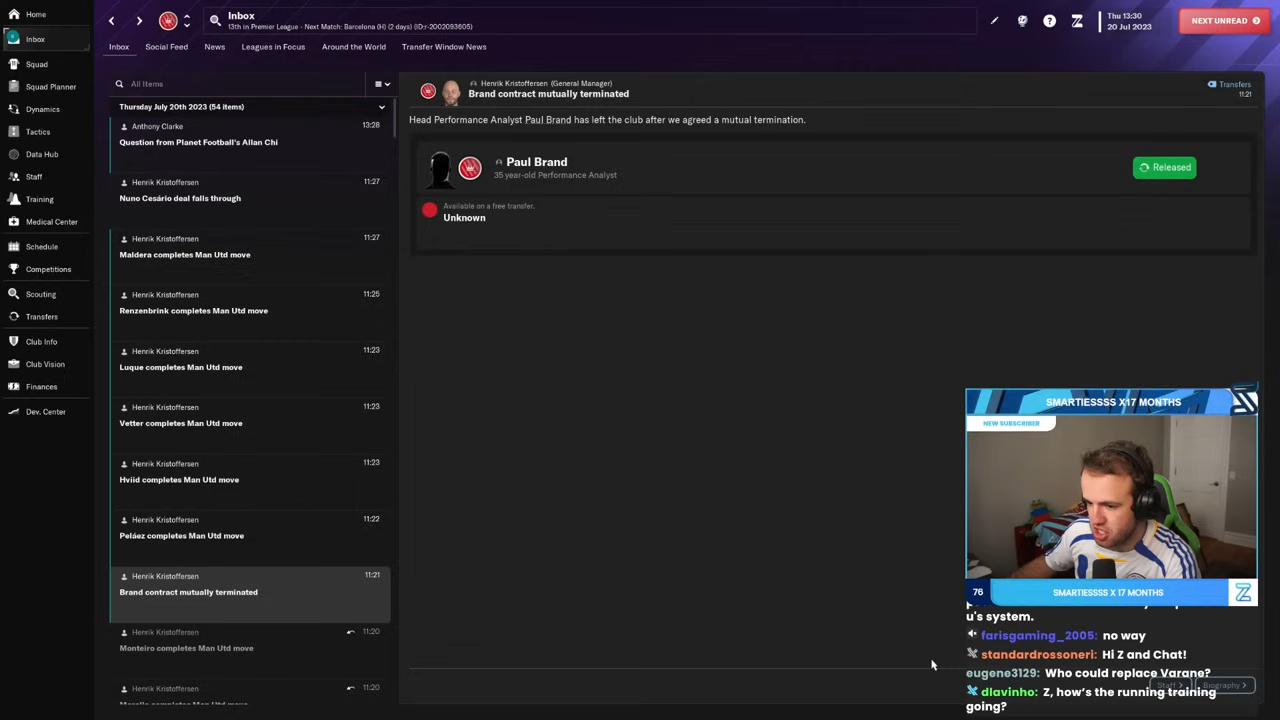 Home
Inbox
Squad
Squad Planner
Dynamics
Tactics
Data Hub
Staff
Training
Medical Center
Schedule
Competitions
Scouting
Transfers
Club Info
Club Vision
Finances
Dev. Center
Inbox
13th in Premier League - Next Match: Barcelona (H) (2 days) (ID:r-2002093605)
Thu 13:30
20 Jul 2023
NEXT UNREAD
Inbox
Social Feed
News
Leagues in Focus
Around the World
Transfer Window News
All Items
Thursday July 20th 2023 (54 items)
Anthony Clarke 13:28
Question from Planet Football's Allan Chi
Henrik Kristoffersen 11:27
Nuno Cesário deal falls through
Henrik Kristoffersen 11:27
Maldera completes Man Utd move
Henrik Kristoffersen 11:25
Renzenbrink completes Man Utd move
Henrik Kristoffersen 11:23
Luque completes Man Utd move
Henrik Kristoffersen 11:23
Vetter completes Man Utd move
Henrik Kristoffersen 11:23
Hviid completes Man Utd move
Henrik Kristoffersen 11:22
Peláez completes Man Utd move
Henrik Kristoffersen 11:21
Brand contract mutually terminated
Henrik Kristoffersen 11:20
Monteiro completes Man Utd move
Henrik Kristoffersen 11:20
completes Man Utd move
Henrik Kristoffersen (General Manager)
Brand contract mutually terminated
Transfers
11:21
Head Performance Analyst Paul Brand has left the club after we agreed a mutual termination.
Paul Brand
35 year-old Performance Analyst
Released
Available on a free transfer.
Unknown
SMARTIESSSS X17 MONTHS
NEW SUBSCRIBER
76
SMARTIESSSS X 17 MONTHS
u's system.
farisgaming_2005: no way
standardrossoneri: Hi Z and Chat!
eugene3129: Who could replace Varane?
dlavinho: Z, how's the running training
going?
Staff
Biography